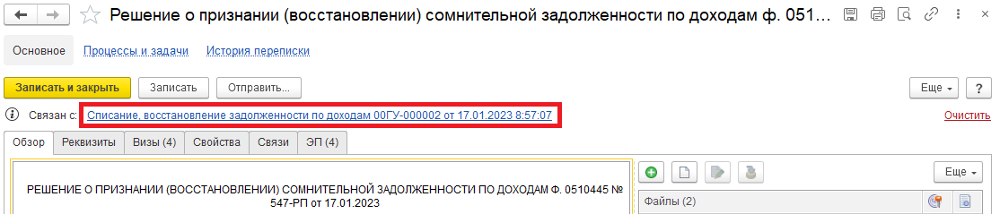 Решение о признании (восстановлении) сомнительной задолженности по доходам ф. 051...
Основное Процессы и задачи История переписки
Записать и закрыть Записать Отправить... Еще ?
Связан с: Списание, восстановление задолженности по доходам 00ГУ-000002 от 17.01.2023 8:57:07 Очистить
Обзор Реквизиты Визы (4) Свойства Связи ЭП (4)
Еще
РЕШЕНИЕ О ПРИЗНАНИИ (ВОССТАНОВЛЕНИИ) СОМНИТЕЛЬНОЙ ЗАДОЛЖЕННОСТИ ПО ДОХОДАМ Ф. 0510445 №
547-РП от 17.01.2023
Файлы (2)